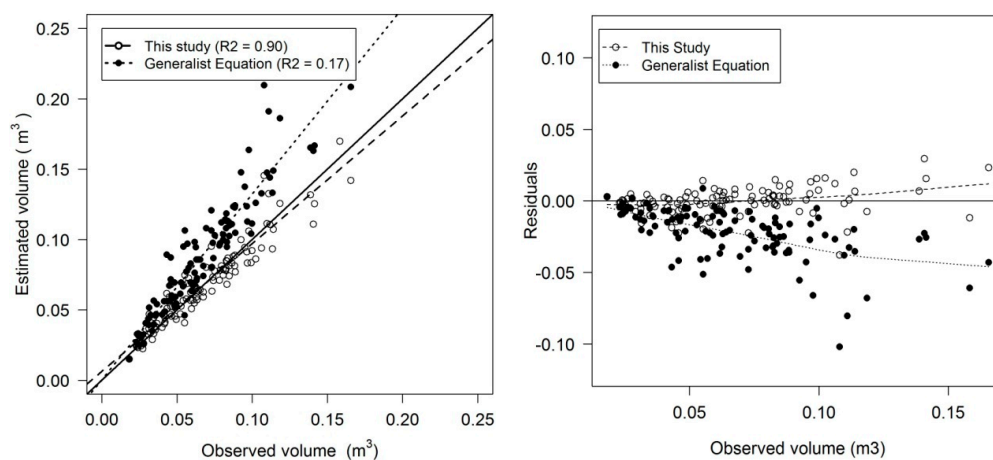 This study (R2 = 0.90)
Generalist Equation (R2 = 0.17)
0.25
0.20
0.15
0.10
0.05
0.00
Estimated volume ( m³ )
0.00 0.05 0.10 0.15 0.20 0.25
Observed volume (m³)
This Study
Generalist Equation
0.10
0.05
0.00
-0.05
-0.10
Residuals
0.05 0.10 0.15
Observed volume (m3)